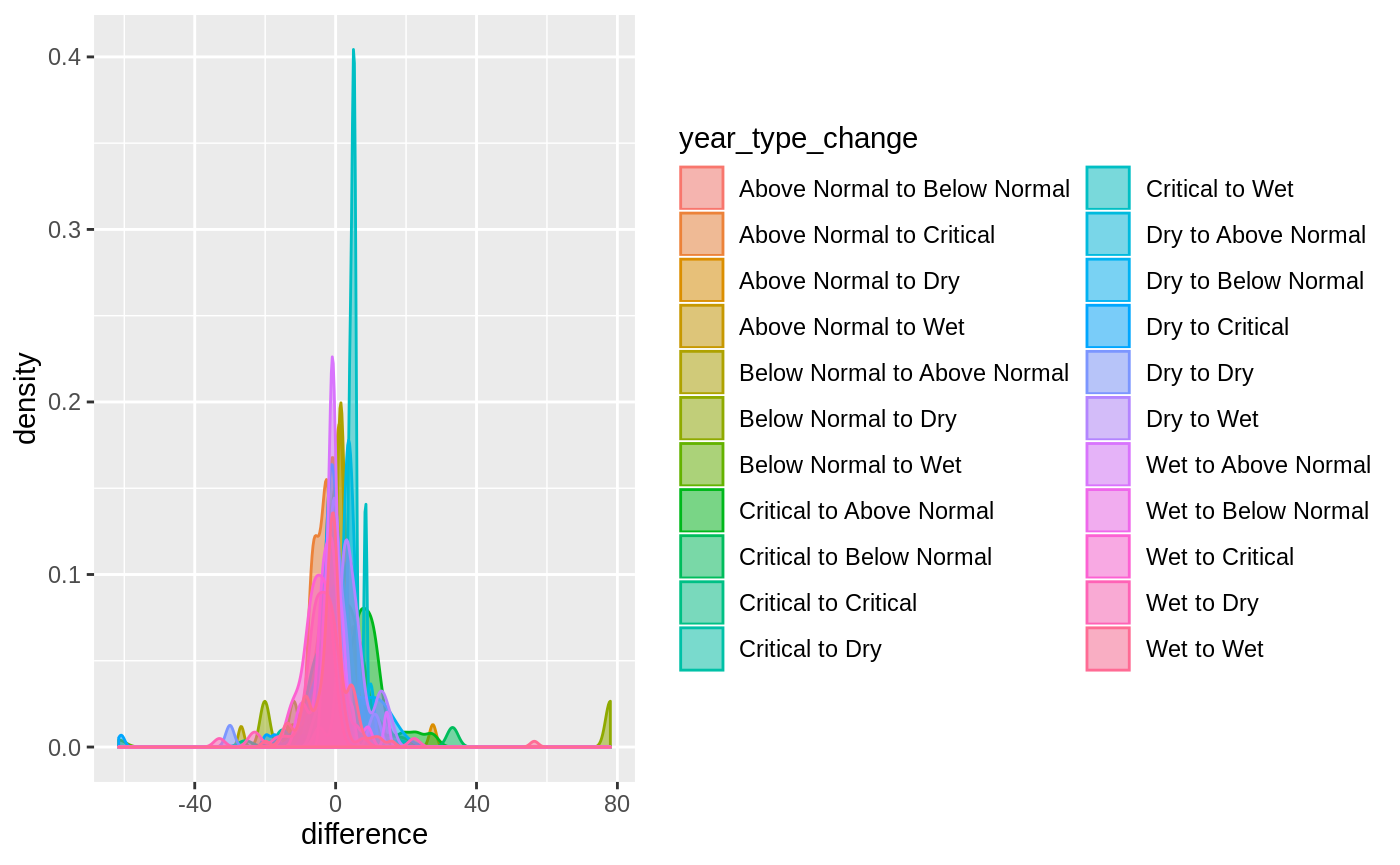 0.4
0.3
0.2
0.1
0.0
density
-40
0
40
80
difference
year_type_change
Above Normal to Below Normal
Above Normal to Critical
Above Normal to Dry
Above Normal to Wet
Below Normal to Above Normal
Below Normal to Dry
Below Normal to Wet
Critical to Above Normal
Critical to Below Normal
Critical to Critical
Critical to Dry
Critical to Wet
Dry to Above Normal
Dry to Below Normal
Dry to Critical
Dry to Dry
Dry to Wet
Wet to Above Normal
Wet to Below Normal
Wet to Critical
Wet to Dry
Wet to Wet